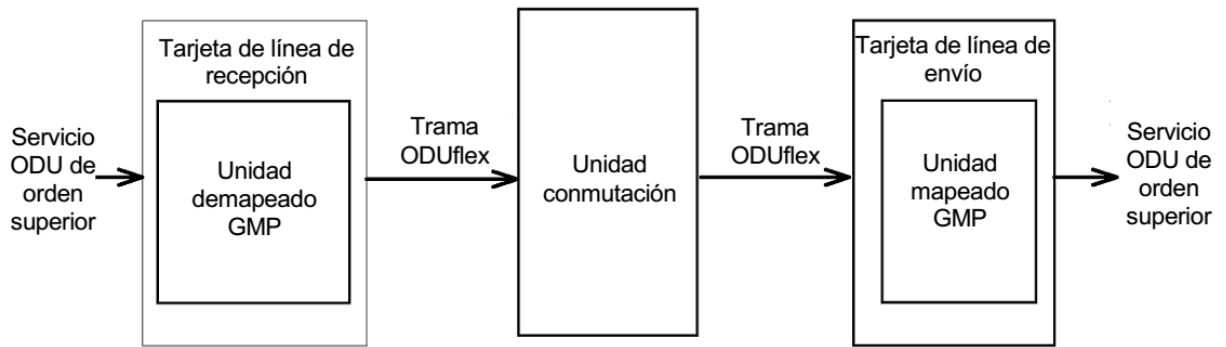 Servicio
ODU de
orden
superior
Tarjeta de línea de
recepción
Unidad
demapeado
GMP
Trama
ODUflex
Unidad
conmutación
Trama
ODUflex
Tarjeta de línea de
envío
Unidad
mapeado
GMP
Servicio
ODU de
orden
superior